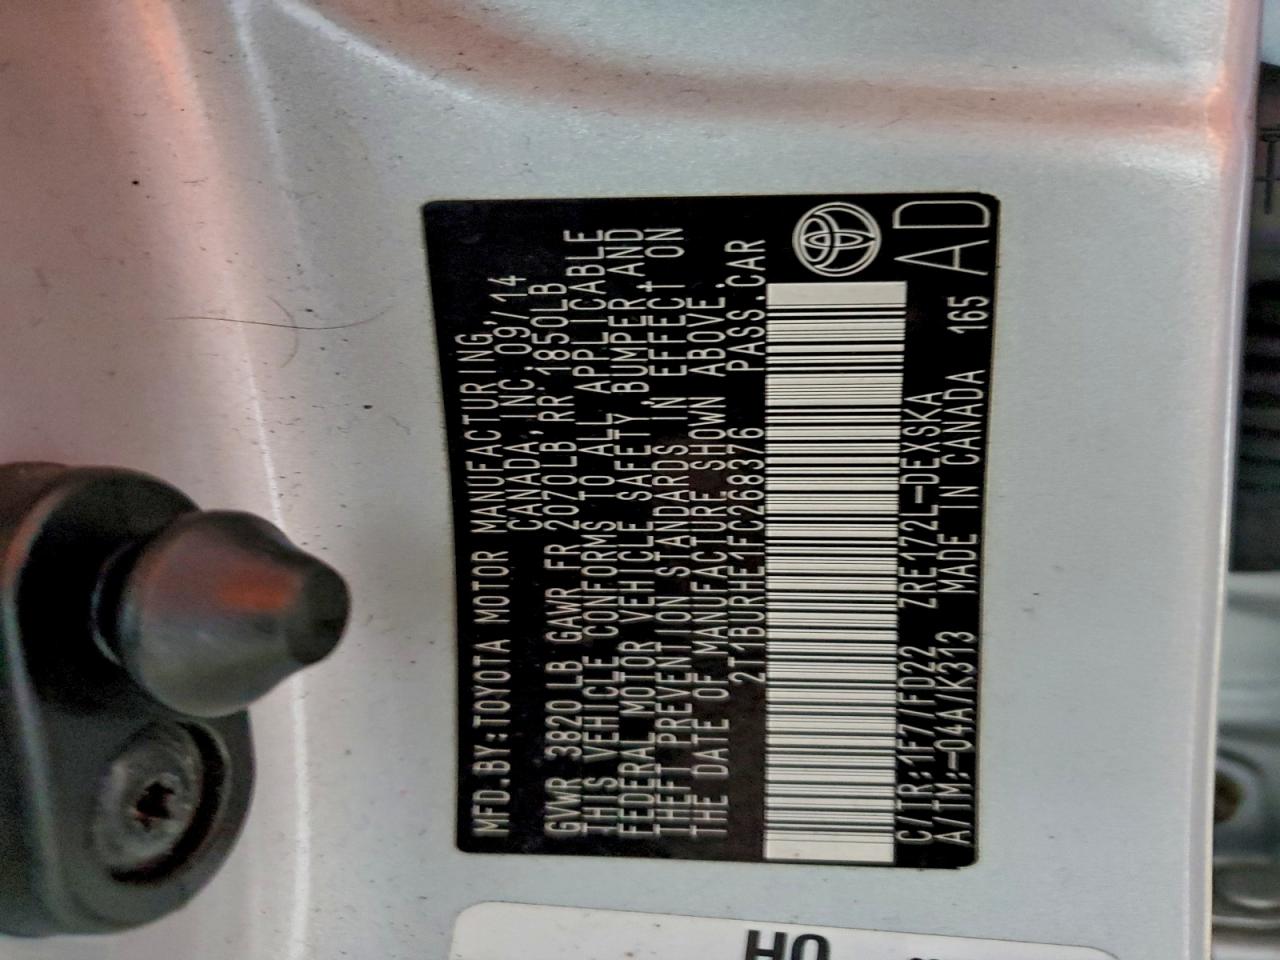 MFD.BY:TOYOTA MOTOR MANUFACTURING,
CANADA,INC.09/14
GVWR 3820LB GAWR FR 2070LB RR 1850LB
THIS VEHICLE CONFORMS TO ALL APPLICABLE
FEDERAL MOTOR VEHICLE SAFETY, BUMPER, AND
THEFT PREVENTION STANDARDS IN EFFECT ON
THE DATE OF MANUFACTURE SHOWN ABOVE.
2T1BURHE1FC268376 PASS.CAR
C/TR:1F7/FD22 ZRE172L-DEXSKA
A/TM:-04A/K313 MADE IN CANADA 165
AD
HO